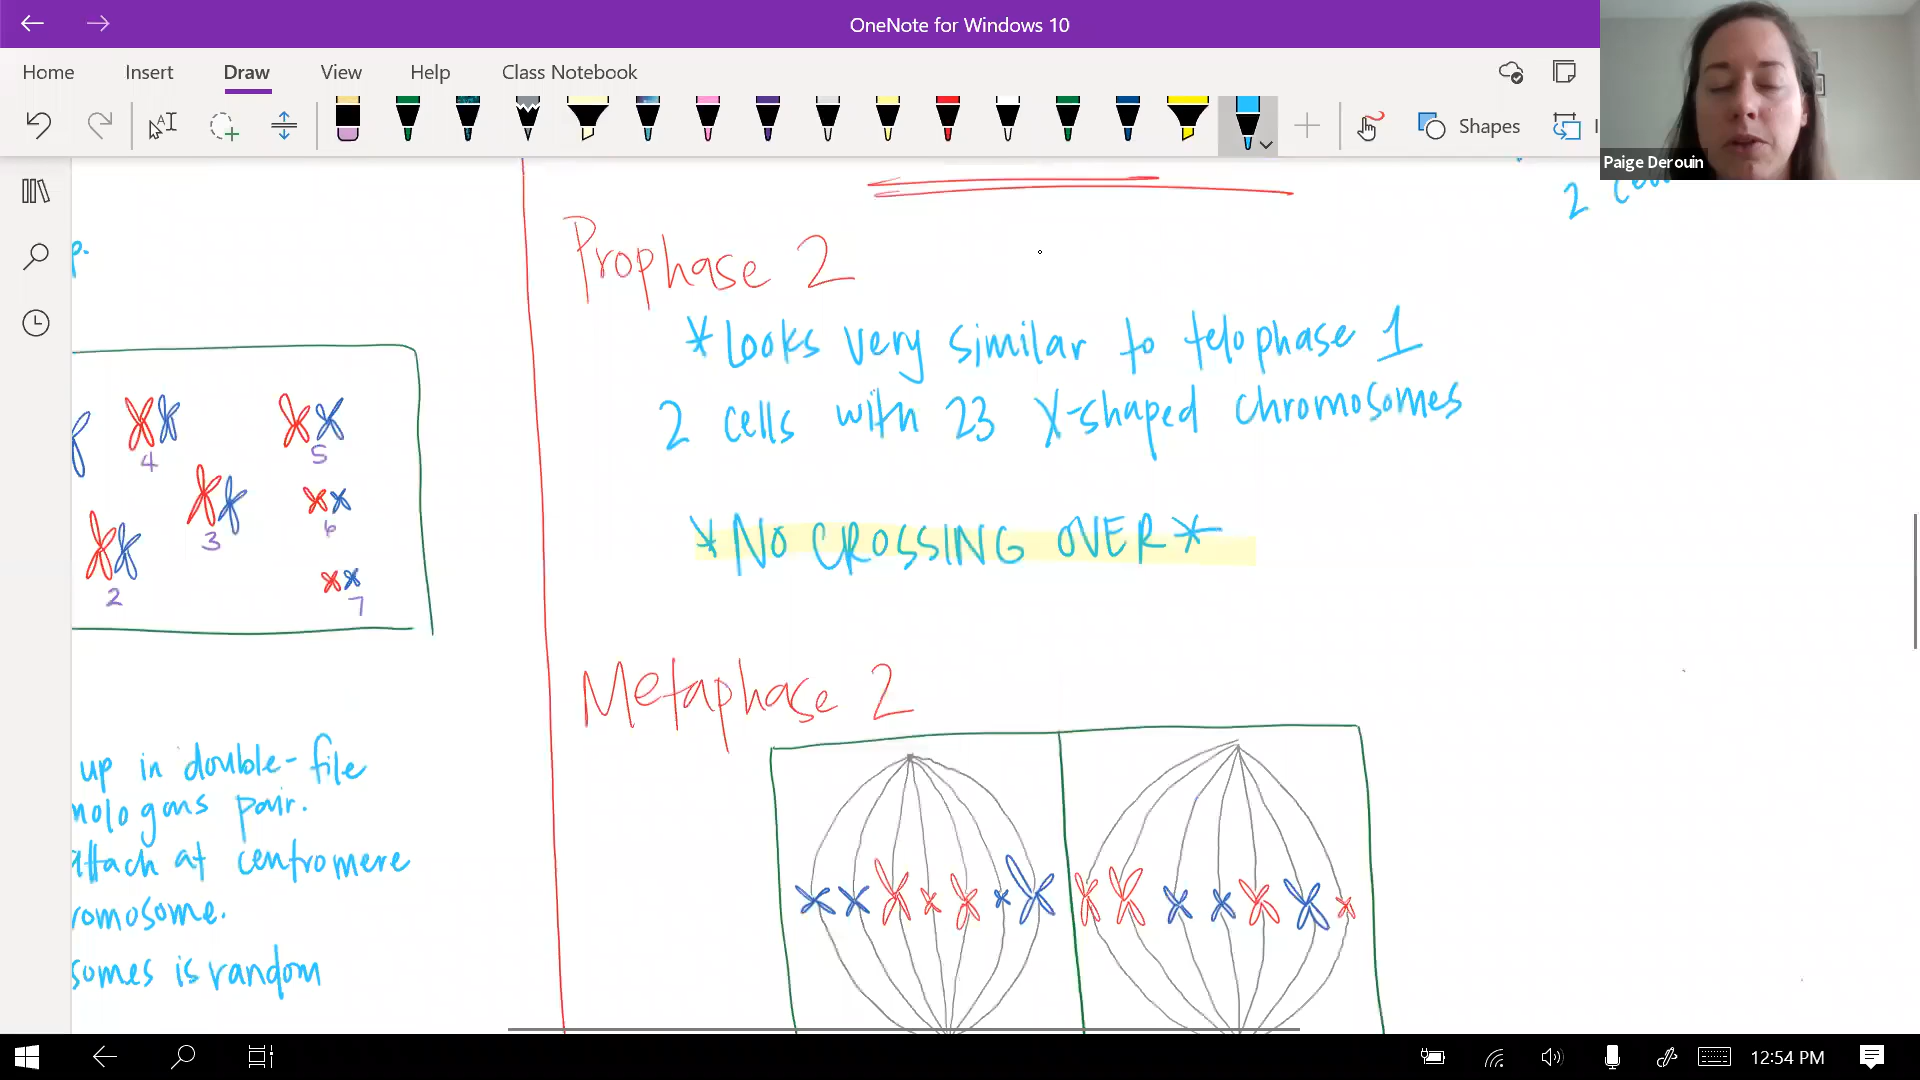 OneNote for Windows 10
Home Insert Draw View Help Class Notebook
Shapes
Paige Derouin
2
p.
Prophase 2
*Looks very similar to telophase 1
2 cells with 23 X-shaped chromosomes
*NO CROSSING OVER*
4
5
3
6
2
7
Metaphase 2
up in double-file
mologous pair.
attach at centromere
romosome.
somes is random
12:54 PM